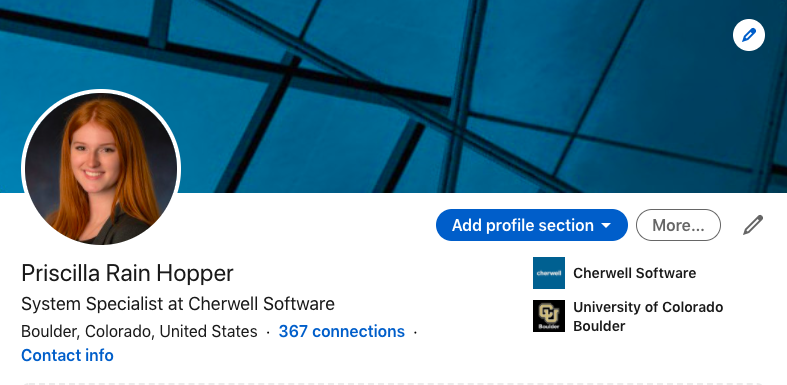 Add profile section
More...
Priscilla Rain Hopper
System Specialist at Cherwell Software
Boulder, Colorado, United States · 367 connections ·
Contact info
cherwell
Cherwell Software
CU
Boulder
University of Colorado
Boulder